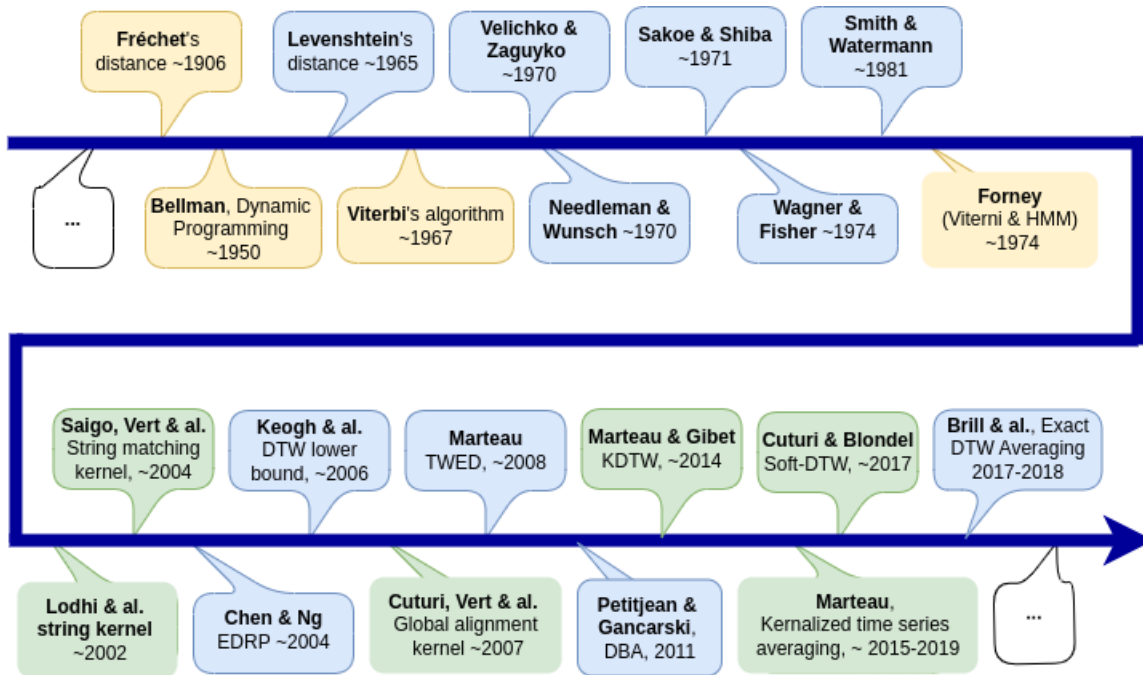 Fréchet's
distance ~1906
Levenshtein's
distance ~1965
Velichko &
Zaguyko
~1970
Sakoe & Shiba
~1971
Smith &
Watermann
~1981
...
Bellman, Dynamic
Programming
~1950
Viterbi's algorithm
~1967
Needleman &
Wunsch ~1970
Wagner &
Fisher ~1974
Forney
(Viterni & HMM)
~1974
Saigo, Vert & al.
String matching
kernel, ~2004
Keogh & al.
DTW lower
bound, ~2006
Marteau
TWED, ~2008
Marteau & Gibet
KDTW, ~2014
Cuturi & Blondel
Soft-DTW, ~2017
Brill & al., Exact
DTW Averaging
2017-2018
Lodhi & al.
string kernel
~2002
Chen & Ng
EDRP ~2004
Cuturi, Vert & al.
Global alignment
kernel ~2007
Petitjean &
Gancarski,
DBA, 2011
Marteau,
Kernalized time series
averaging, ~ 2015-2019
...